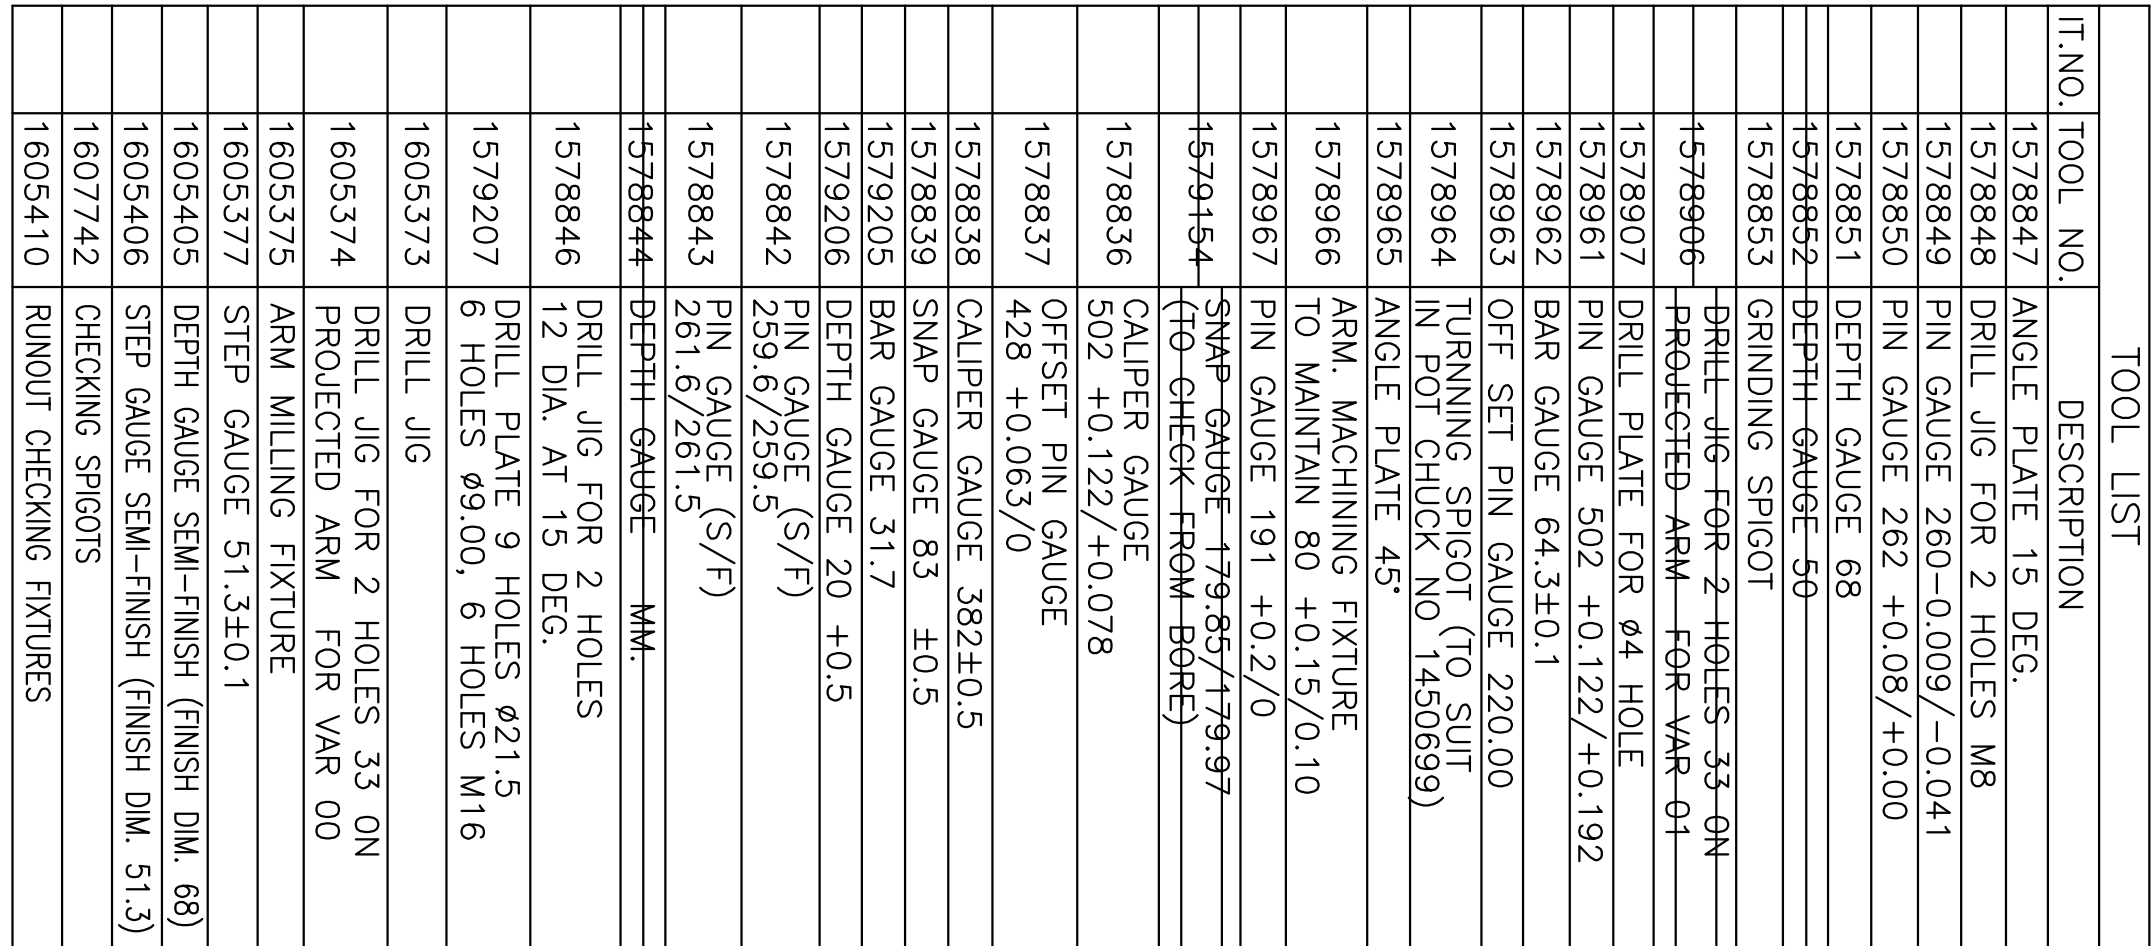 TOOL LIST
IT.NO. TOOL NO. DESCRIPTION
1578847 ANGLE PLATE 15 DEG.
1578848 DRILL JIG FOR 2 HOLES M8
1578849 PIN GAUGE 260-0.009/-0.041
1578850 PIN GAUGE 262 +0.08/+0.00
1578851 DEPTH GAUGE 68
1578852 DEPTH GAUGE 50
1578853 GRINDING SPIGOT
1578906 DRILL JIG FOR 2 HOLES 33 ON
PROJECTED ARM FOR VAR 01
1578907 DRILL PLATE FOR ø4 HOLE
1578961 PIN GAUGE 502 +0.122/+0.192
1578962 BAR GAUGE 64.3±0.1
1578963 OFF SET PIN GAUGE 220.00
1578964 TURNNING SPIGOT (TO SUIT
IN POT CHUCK NO 1450699)
1578965 ANGLE PLATE 45°
1578966 ARM. MACHINING FIXTURE
TO MAINTAIN 80 +0.15/0.10
1578967 PIN GAUGE 191 +0.2/0
1579154 SNAP GAUGE 179.85/179.97
(TO CHECK FROM BORE)
1578836 CALIPER GAUGE
502 +0.122/+0.078
1578837 OFFSET PIN GAUGE
428 +0.063/0
1578838 CALIPER GAUGE 382±0.5
1578839 SNAP GAUGE 83 ±0.5
1579205 BAR GAUGE 31.7
1579206 DEPTH GAUGE 20 +0.5
1578842 PIN GAUGE (S/F)
259.6/259.5
1578843 PIN GAUGE (S/F)
261.6/261.5
1578844 DEPTH GAUGE MM.
1578846 DRILL JIG FOR 2 HOLES
12 DIA. AT 15 DEG.
1579207 DRILL PLATE 9 HOLES ø21.5
6 HOLES ø9.00, 6 HOLES M16
1605373 DRILL JIG
1605374 DRILL JIG FOR 2 HOLES 33 ON
PROJECTED ARM FOR VAR 00
1605375 ARM MILLING FIXTURE
1605377 STEP GAUGE 51.3±0.1
1605405 DEPTH GAUGE SEMI-FINISH (FINISH DIM. 68)
1605406 STEP GAUGE SEMI-FINISH (FINISH DIM. 51.3)
1607742 CHECKING SPIGOTS
1605410 RUNOUT CHECKING FIXTURES